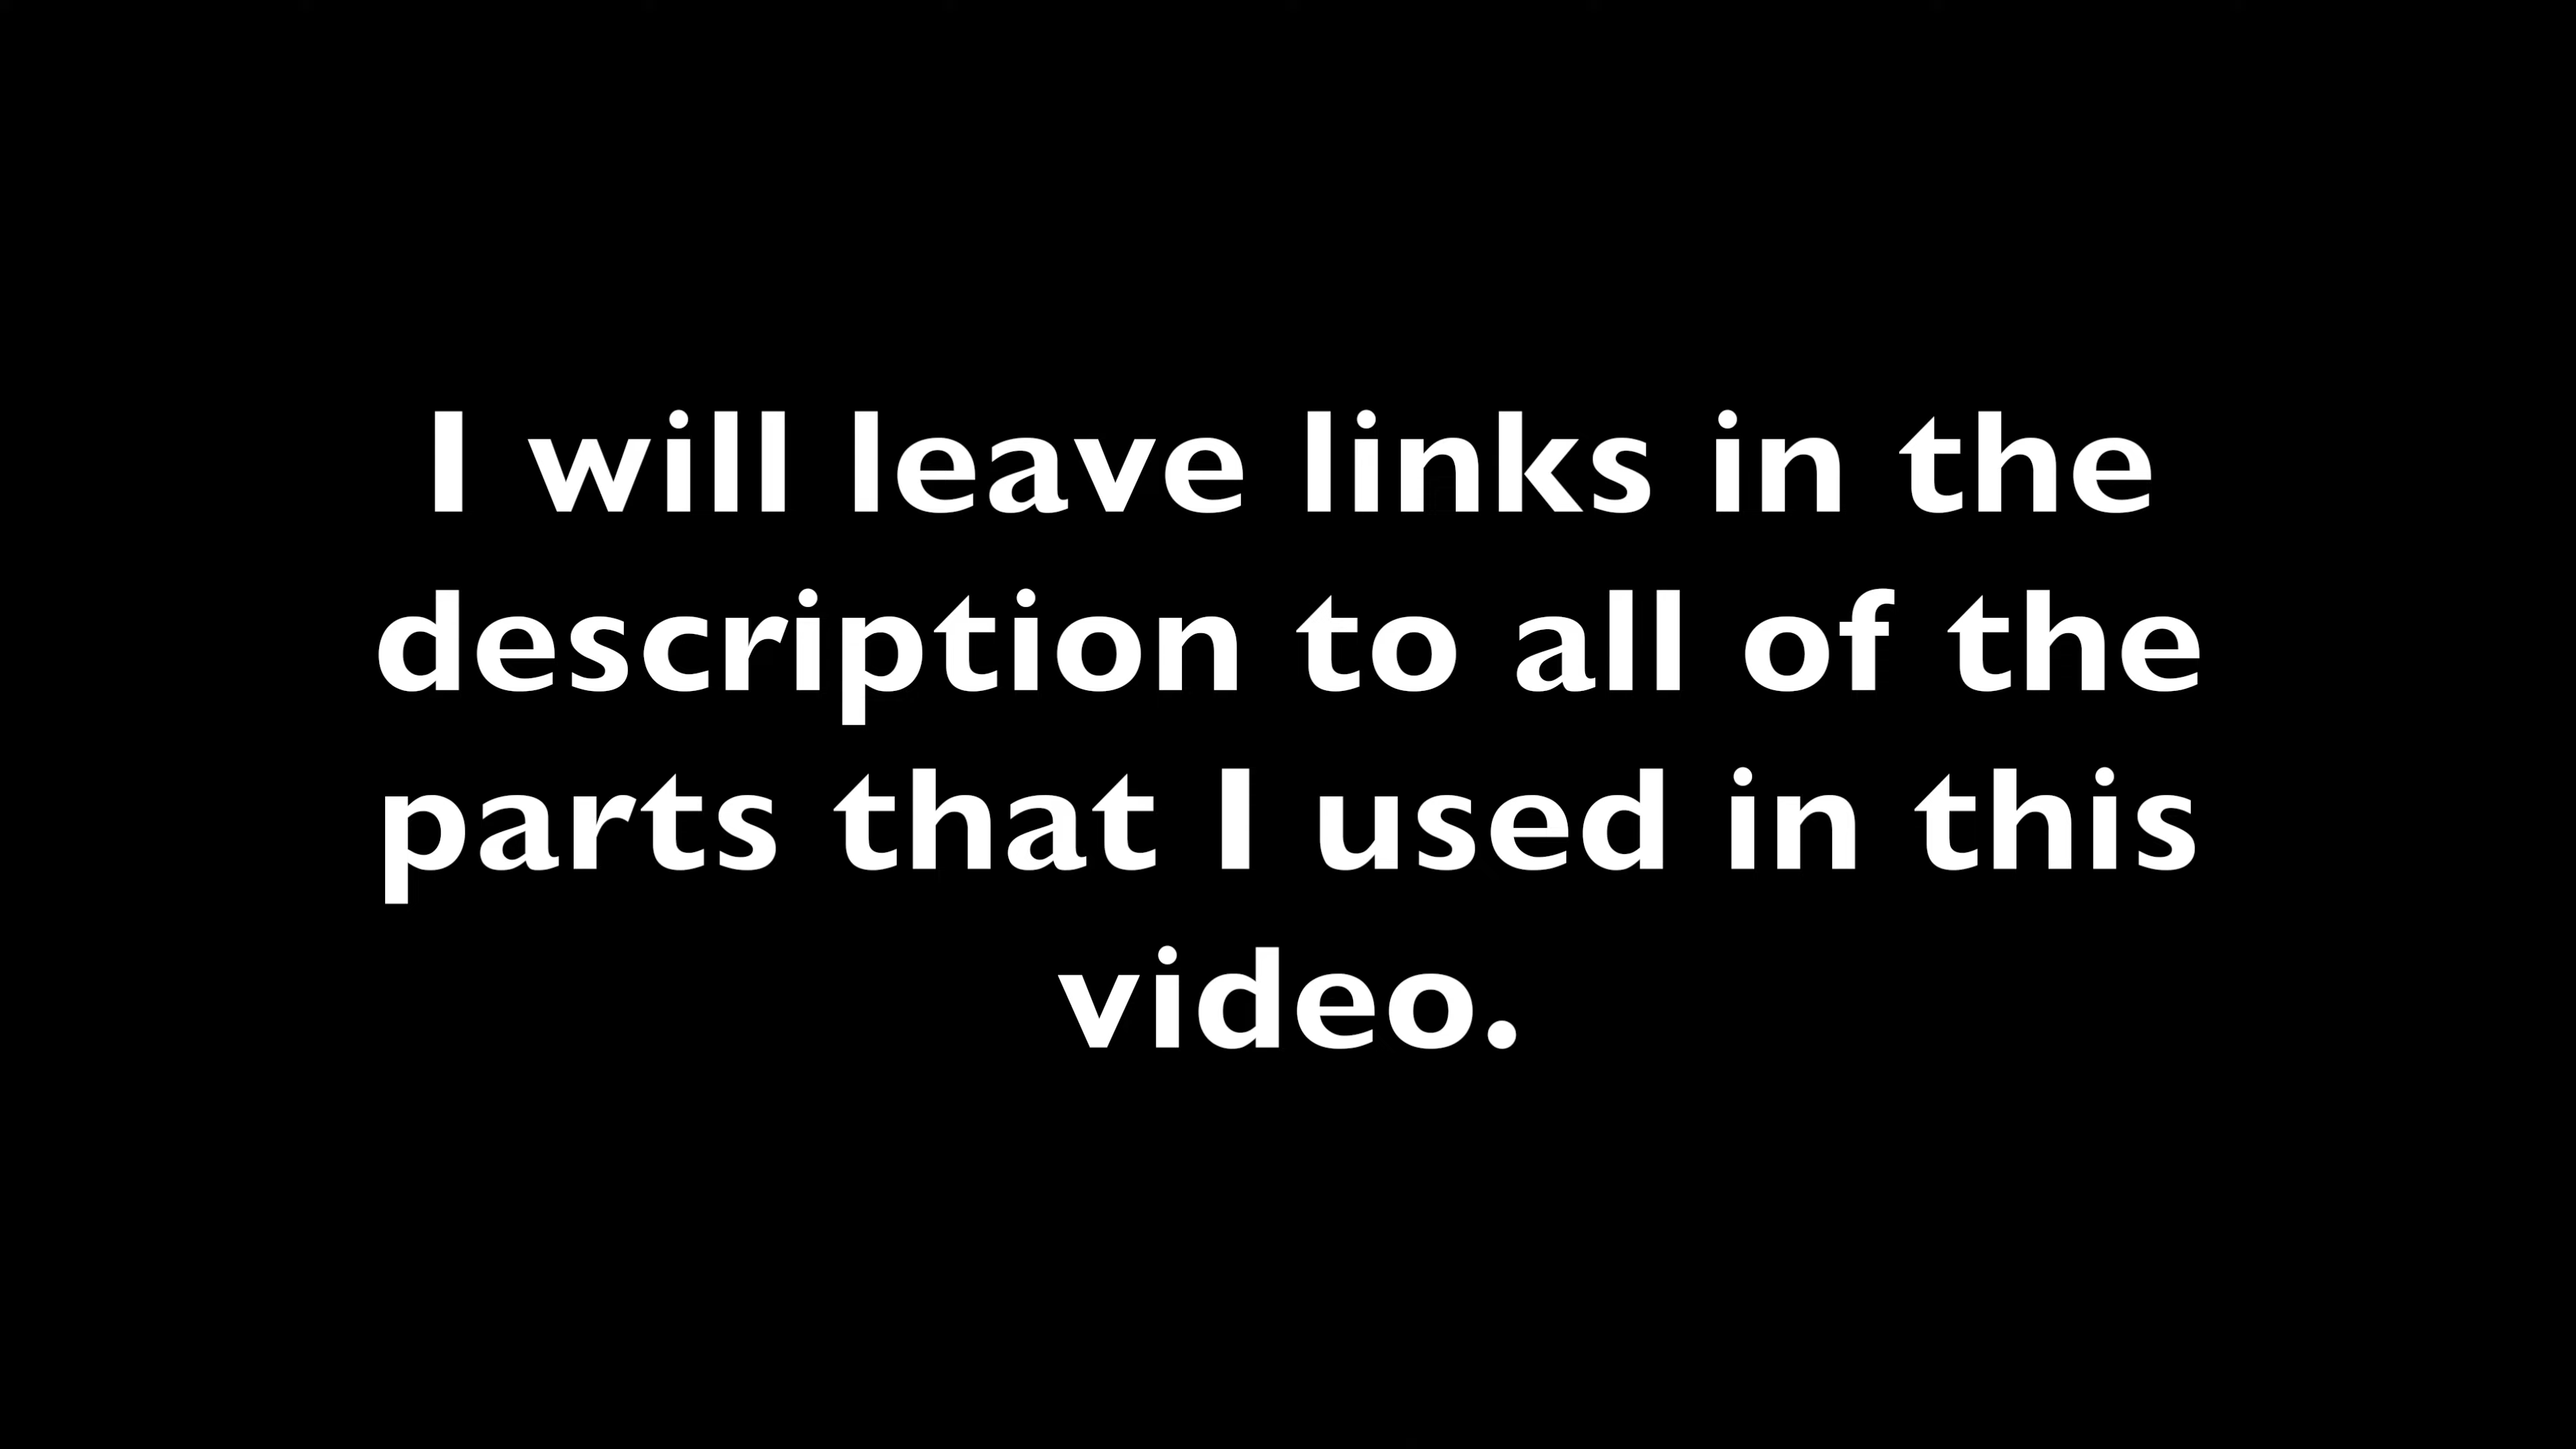 I will leave links in the
description to all of the
parts that I used in this
video.